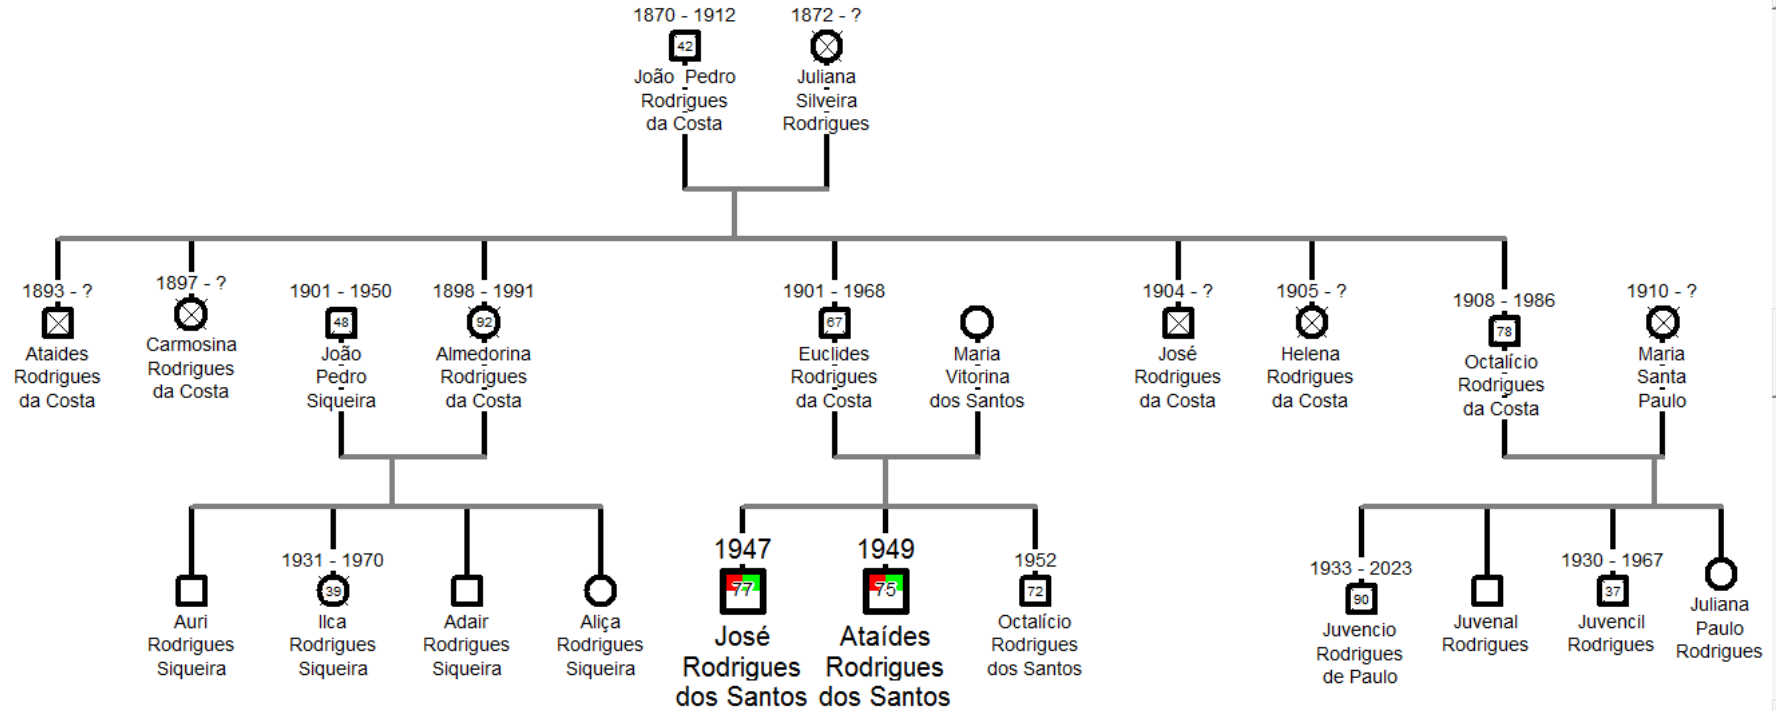 1870 - 1912
42
João Pedro
Rodrigues
da Costa
1872 - ?
Juliana
Silveira
Rodrigues
1893 - ?
Ataides
Rodrigues
da Costa
1897 - ?
Carmosina
Rodrigues
da Costa
1901 - 1950
48
João
Pedro
Siqueira
1898 - 1991
92
Almedorina
Rodrigues
da Costa
1901 - 1968
67
Euclides
Rodrigues
da Costa
Maria
Vitorina
dos Santos
1904 - ?
José
Rodrigues
da Costa
1905 - ?
Helena
Rodrigues
da Costa
1908 - 1986
78
Octalício
Rodrigues
da Costa
1910 - ?
Maria
Santa
Paulo
Auri
Rodrigues
Siqueira
1931 - 1970
39
Ilca
Rodrigues
Siqueira
Adair
Rodrigues
Siqueira
Aliça
Rodrigues
Siqueira
1947
77
José
Rodrigues
dos Santos
1949
75
Ataídes
Rodrigues
dos Santos
1952
72
Octalício
Rodrigues
dos Santos
1933 - 2023
90
Juvencio
Rodrigues
de Paulo
Juvenal
Rodrigues
1930 - 1967
37
Juvencil
Rodrigues
Juliana
Paulo
Rodrigues